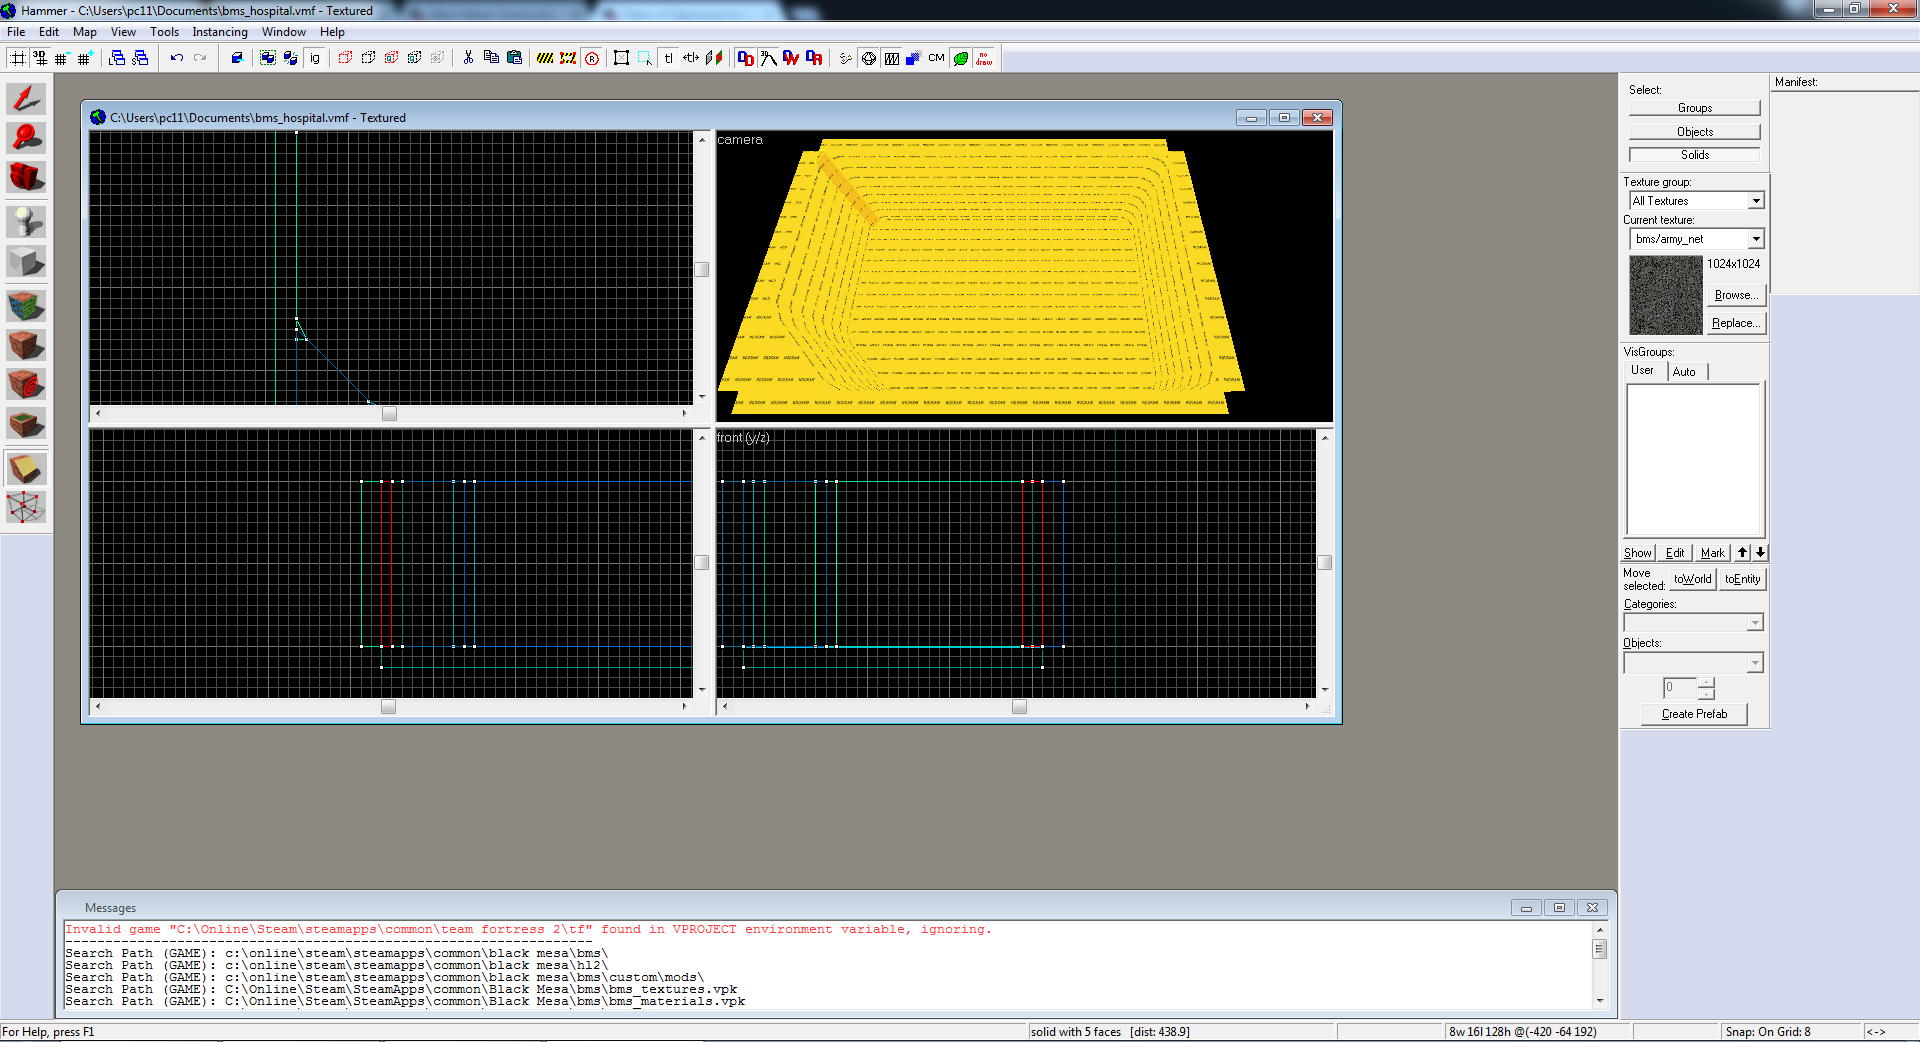 Hammer - C:\Users\pc11\Documents\bms_hospital.vmf - Textured
File Edit Map View Tools Instancing Window Help
3D ig R tl CM no draw
C:\Users\pc11\Documents\bms_hospital.vmf - Textured
camera
NODRAW
front (y/z)
Select:
Groups
Objects
Solids
Texture group:
All Textures
Current texture:
bms/army_net
1024x1024
Browse...
Replace...
VisGroups:
User Auto
Show Edit Mark
Move selected:
toWorld toEntity
Categories:
Objects:
0
Create Prefab
Manifest:
Messages
Invalid game "C:\Online\Steam\steamapps\common\team fortress 2\tf" found in VPROJECT environment variable, ignoring.
-----------------------------------------------------------------
Search Path (GAME): c:\online\steam\steamapps\common\black mesa\bms\
Search Path (GAME): c:\online\steam\steamapps\common\black mesa\hl2\
Search Path (GAME): c:\online\steam\steamapps\common\black mesa\bms\custom\mods\
Search Path (GAME): C:\Online\Steam\SteamApps\common\Black Mesa\bms\bms_textures.vpk
Search Path (GAME): C:\Online\Steam\SteamApps\common\Black Mesa\bms\bms_materials.vpk
For Help, press F1
solid with 5 faces [dist: 438.9]
8w 16l 128h @(-420 -64 192)
Snap: On Grid: 8
<->